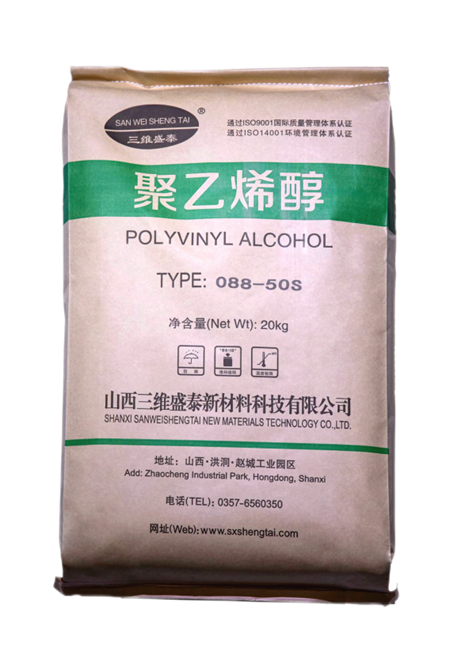 SAN WEI SHENG TAI
®
三维盛泰
通过ISO9001国际质量管理体系认证
通过ISO14001环境管理体系认证
聚乙烯醇
POLYVINYL ALCOHOL
TYPE: 088-50S
净含量(Net Wt): 20kg
山西三维盛泰新材料科技有限公司
SHANXI SANWEISHENGTAI NEW MATERIALS TECHNOLOGY CO.,LTD.
地址: 山西·洪洞·赵城工业园区
Add: Zhaocheng Industrial Park, Hongdong, Shanxi
电话(TEL): 0357-6560350
网址(Web): www.sxshengtai.com